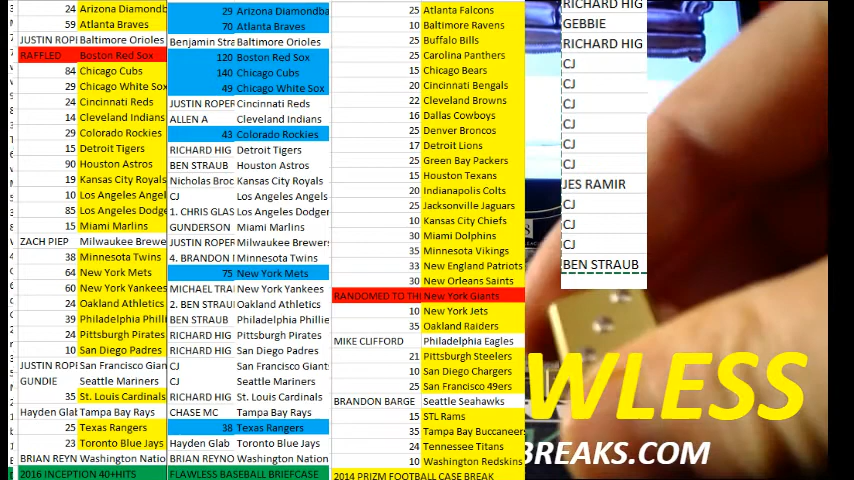 24 Arizona Diamondb
59 Atlanta Braves
JUSTIN ROPI Baltimore Orioles
RAFFLED Boston Red Sox
84 Chicago Cubs
29 Chicago White Sox
24 Cincinnati Reds
14 Cleveland Indians
29 Colorado Rockies
15 Detroit Tigers
90 Houston Astros
19 Kansas City Royals
10 Los Angeles Angel
85 Los Angeles Dodge
15 Miami Marlins
ZACH PIEP Milwaukee Brewe
38 Minnesota Twins
64 New York Mets
60 New York Yankees
24 Oakland Athletics
39 Philadelphia Philli
24 Pittsburgh Pirates
10 San Diego Padres
JUSTIN ROPI San Francisco Gian
GUNDIE Seattle Mariners
35 St. Louis Cardinals
Hayden Glab Tampa Bay Rays
25 Texas Rangers
23 Toronto Blue Jays
BRIAN REYN Washington Natio
2016 INCEPTION 40+HITS
29 Arizona Diamondba
70 Atlanta Braves
Benjamin Stra Baltimore Orioles
120 Boston Red Sox
140 Chicago Cubs
49 Chicago White Sox
JUSTIN ROPER Cincinnati Reds
ALLEN A Cleveland Indians
43 Colorado Rockies
RICHARD HIG Detroit Tigers
BEN STRAUB Houston Astros
Nicholas Broc Kansas City Royals
CJ Los Angeles Angels
1. CHRIS GLAS Los Angeles Dodger
GUNDERSON Miami Marlins
JUSTIN ROPER Milwaukee Brewers
4. BRANDON Minnesota Twins
75 New York Mets
MICHAEL TRA New York Yankees
2. BEN STRAU Oakland Athletics
BEN STRAUB Philadelphia Phillie
RICHARD HIG Pittsburgh Pirates
RICHARD HIG San Diego Padres
CJ San Francisco Giant
CJ Seattle Mariners
RICHARD HIG St. Louis Cardinals
CHASE MC Tampa Bay Rays
38 Texas Rangers
Hayden Glab Toronto Blue Jays
BRIAN REYNO Washington Nation
FLAWLESS BASEBALL BRIEFCASE
25 Atlanta Falcons
10 Baltimore Ravens
25 Buffalo Bills
25 Carolina Panthers
15 Chicago Bears
20 Cincinnati Bengals
22 Cleveland Browns
16 Dallas Cowboys
25 Denver Broncos
17 Detroit Lions
25 Green Bay Packers
15 Houston Texans
20 Indianapolis Colts
25 Jacksonville Jaguars
10 Kansas City Chiefs
30 Miami Dolphins
35 Minnesota Vikings
33 New England Patriots
30 New Orleans Saints
RANDOMED TO TH New York Giants
10 New York Jets
35 Oakland Raiders
MIKE CLIFFORD Philadelphia Eagles
21 Pittsburgh Steelers
10 San Diego Chargers
25 San Francisco 49ers
BRANDON BARGE Seattle Seahawks
15 STL Rams
35 Tampa Bay Buccaneers
24 Tennessee Titans
10 Washington Redskins
2014 PRIZM FOOTBALL CASE BREAK
RICHARD HIG
GEBBIE
RICHARD HIG
CJ
CJ
CJ
CJ
CJ
CJ
JES RAMIR
CJ
CJ
CJ
BEN STRAUB
WLESS
BREAKS.COM